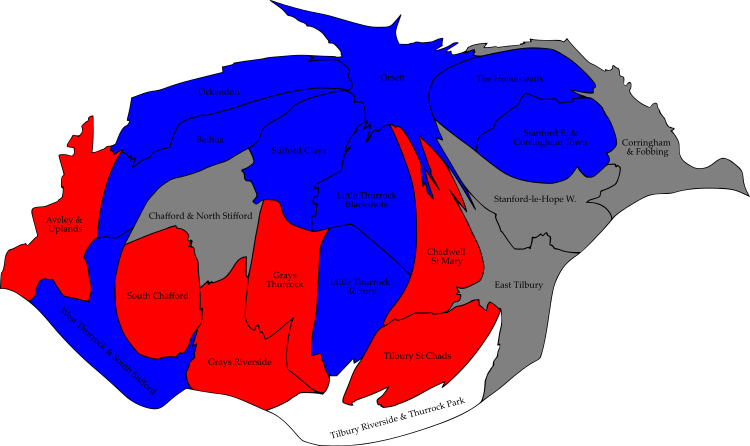 Orsett
The Homesteads
Ockendon
Stanford E. &
Corringham Town
Belhua
Corringham
& Fobbing
Stifford Clays
Little Thurrock
Blackshots
Stanford-le-Hope W.
Chafford & North Stifford
Aveley &
Uplands
Chadwell
St Mary
Grays
Thurrock
Little Thurrock
Rectory
East Tilbury
South Chafford
West Thurrock & South Stifford
Grays Riverside
Tilbury St Chads
Tilbury Riverside & Thurrock Park